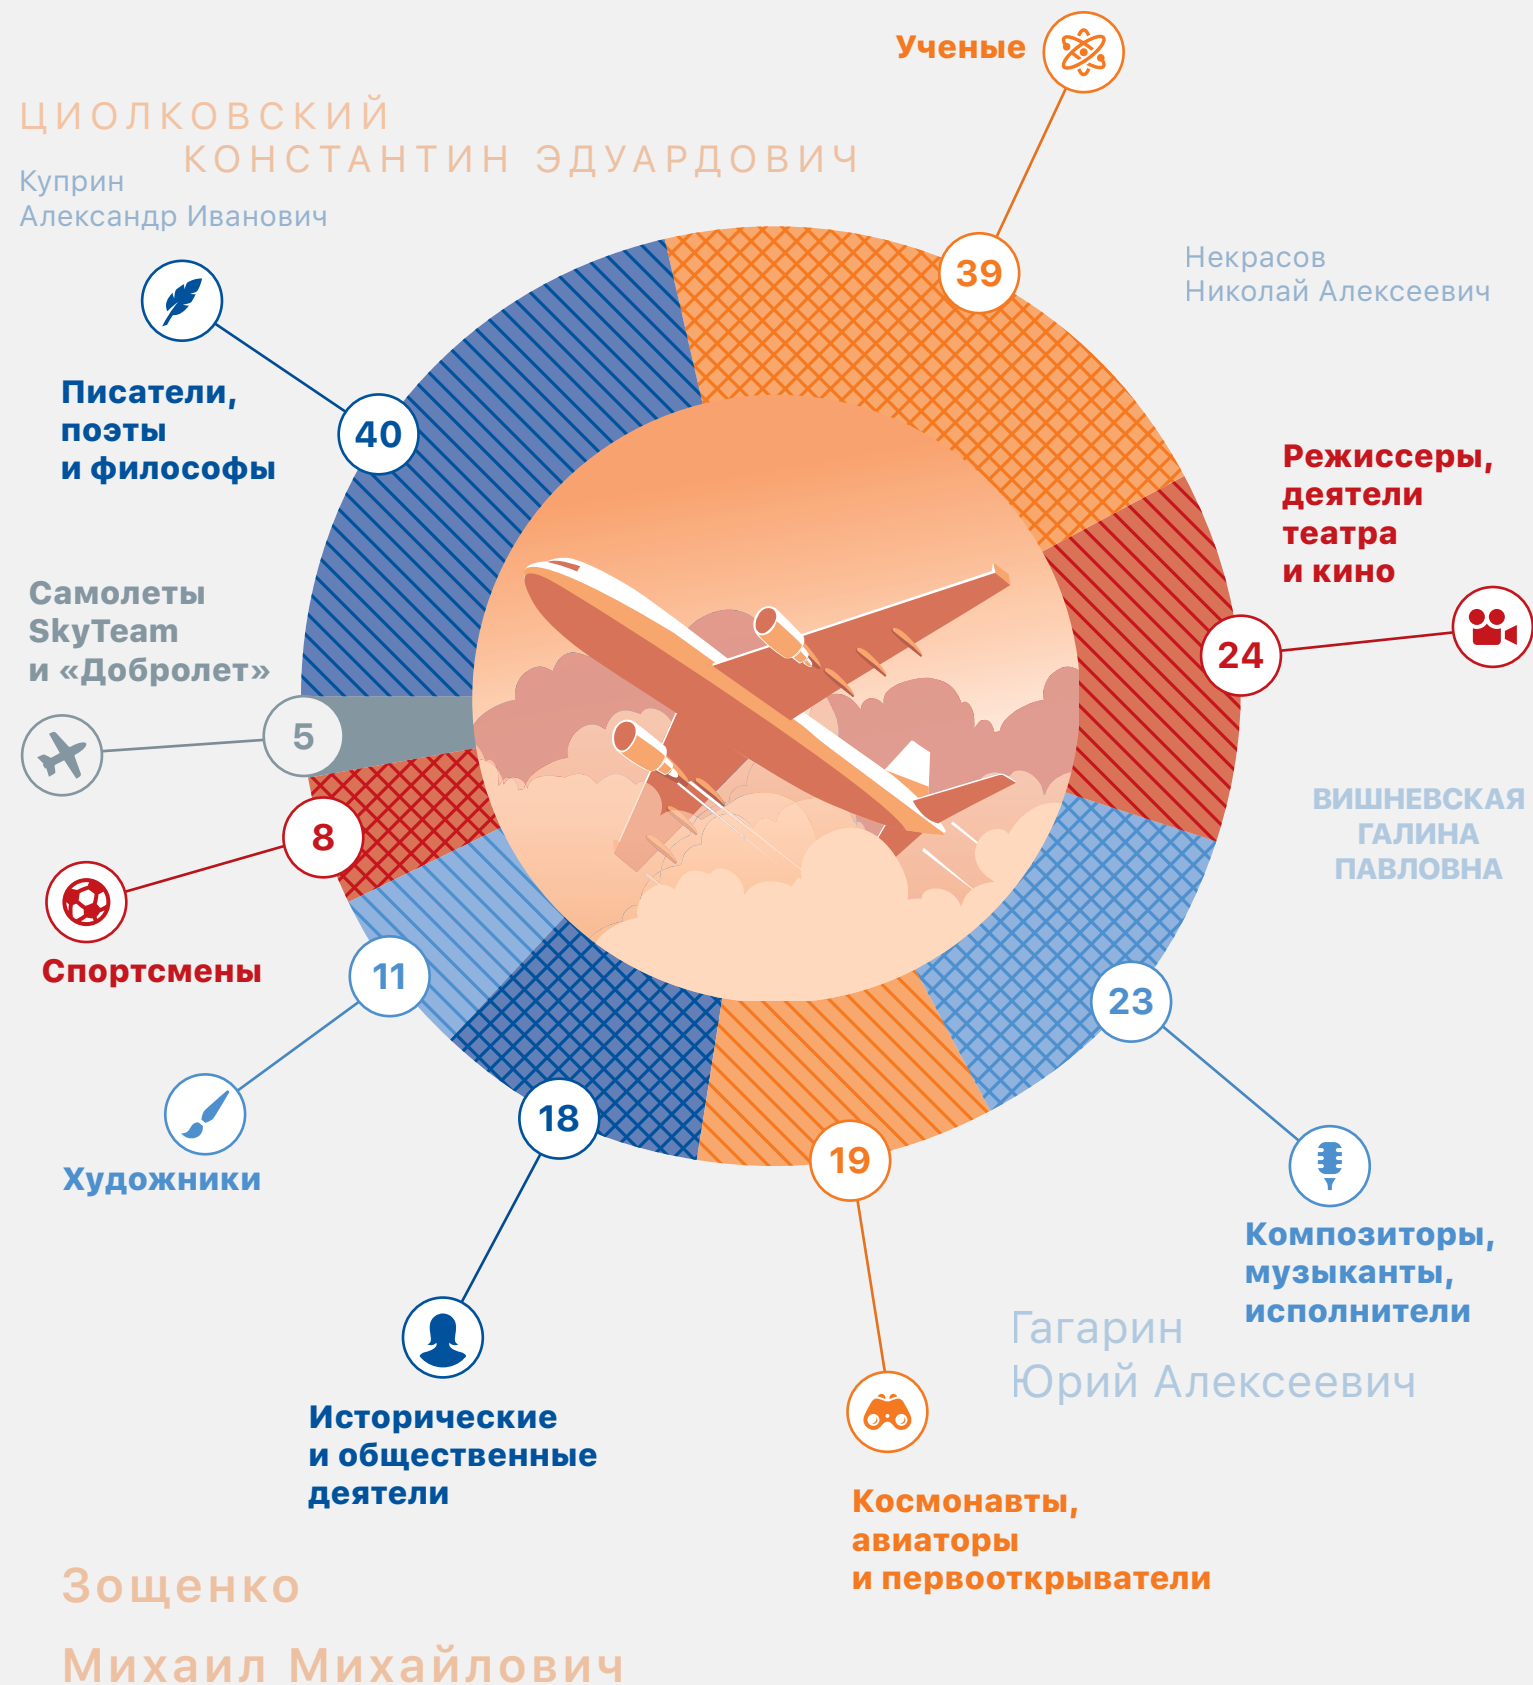 Ученые
ЦИОЛКОВСКИЙ
КОНСТАНТИН ЭДУАРДОВИЧ
Куприн
Александр Иванович
Некрасов
Николай Алексеевич
39
Писатели,
поэты
и философы
40
Режиссеры,
деятели
театра
и кино
24
Самолеты
SkyTeam
и «Добролет»
5
8
Спортсмены
ВИШНЕВСКАЯ
ГАЛИНА
ПАВЛОВНА
11
23
Художники
18
19
Композиторы,
музыканты,
исполнители
Гагарин
Юрий Алексеевич
Исторические
и общественные
деятели
Космонавты,
авиаторы
и первооткрыватели
Зощенко
Михаил Михайлович